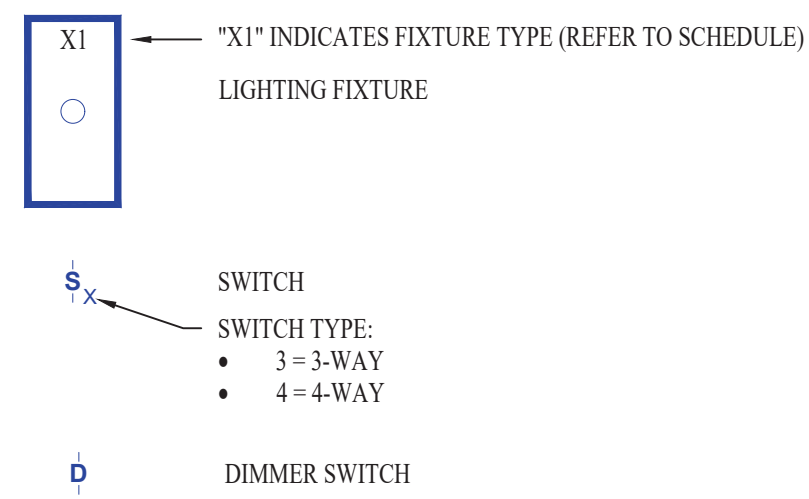 X1
"X1" INDICATES FIXTURE TYPE (REFER TO SCHEDULE)
LIGHTING FIXTURE
S X
SWITCH
SWITCH TYPE:
• 3 = 3-WAY
• 4 = 4-WAY
D
DIMMER SWITCH